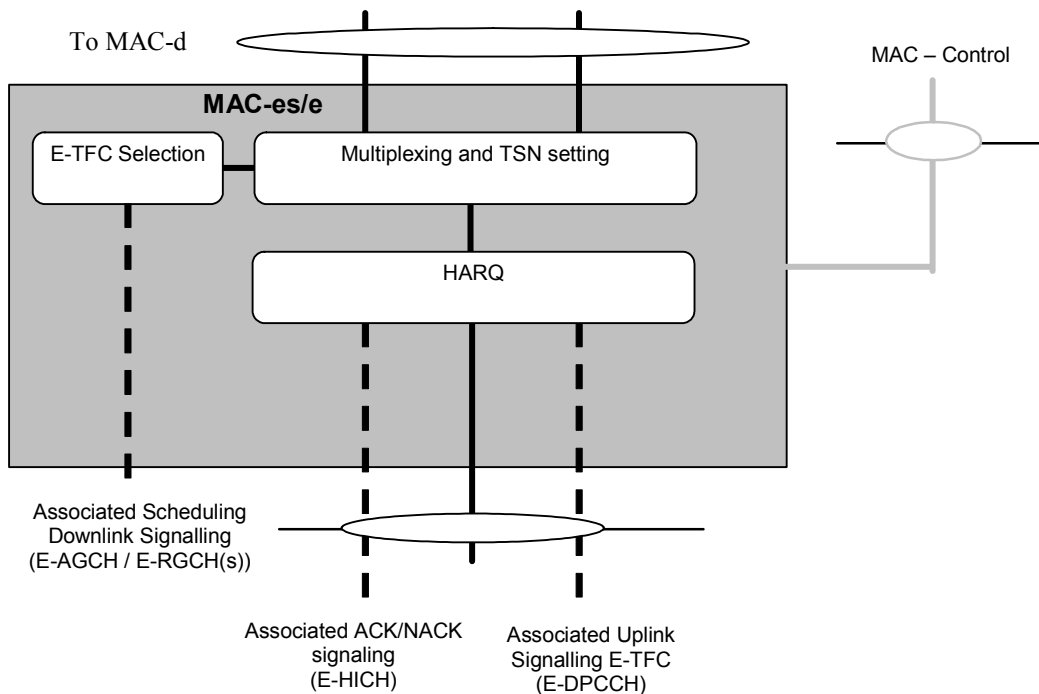 To MAC-d
MAC – Control
MAC-es/e
E-TFC Selection
Multiplexing and TSN setting
HARQ
Associated Scheduling
Downlink Signalling
(E-AGCH / E-RGCH(s))
Associated ACK/NACK
signaling
(E-HICH)
Associated Uplink
Signalling E-TFC
(E-DPCCH)